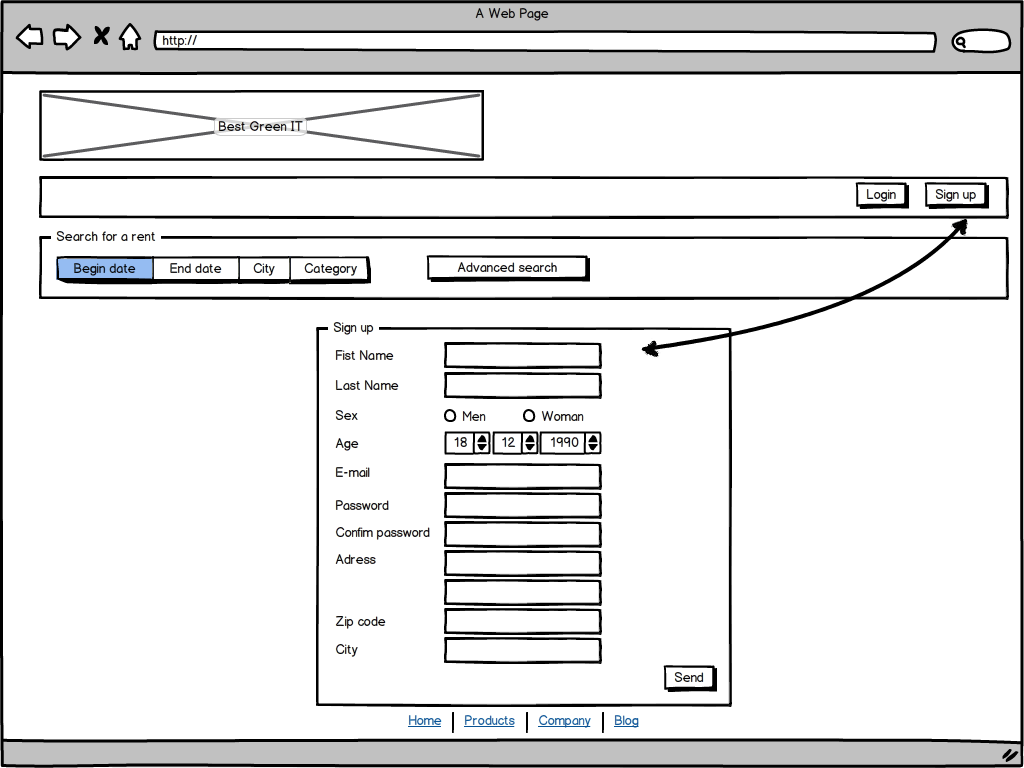 A Web Page
http://
Best Green IT
Login Sign up
Search for a rent
Begin date End date City Category Advanced search
Sign up
Fist Name
Last Name
Sex Men Woman
Age 18 12 1990
E-mail
Password
Confim password
Adress
Zip code
City
Send
Home Products Company Blog